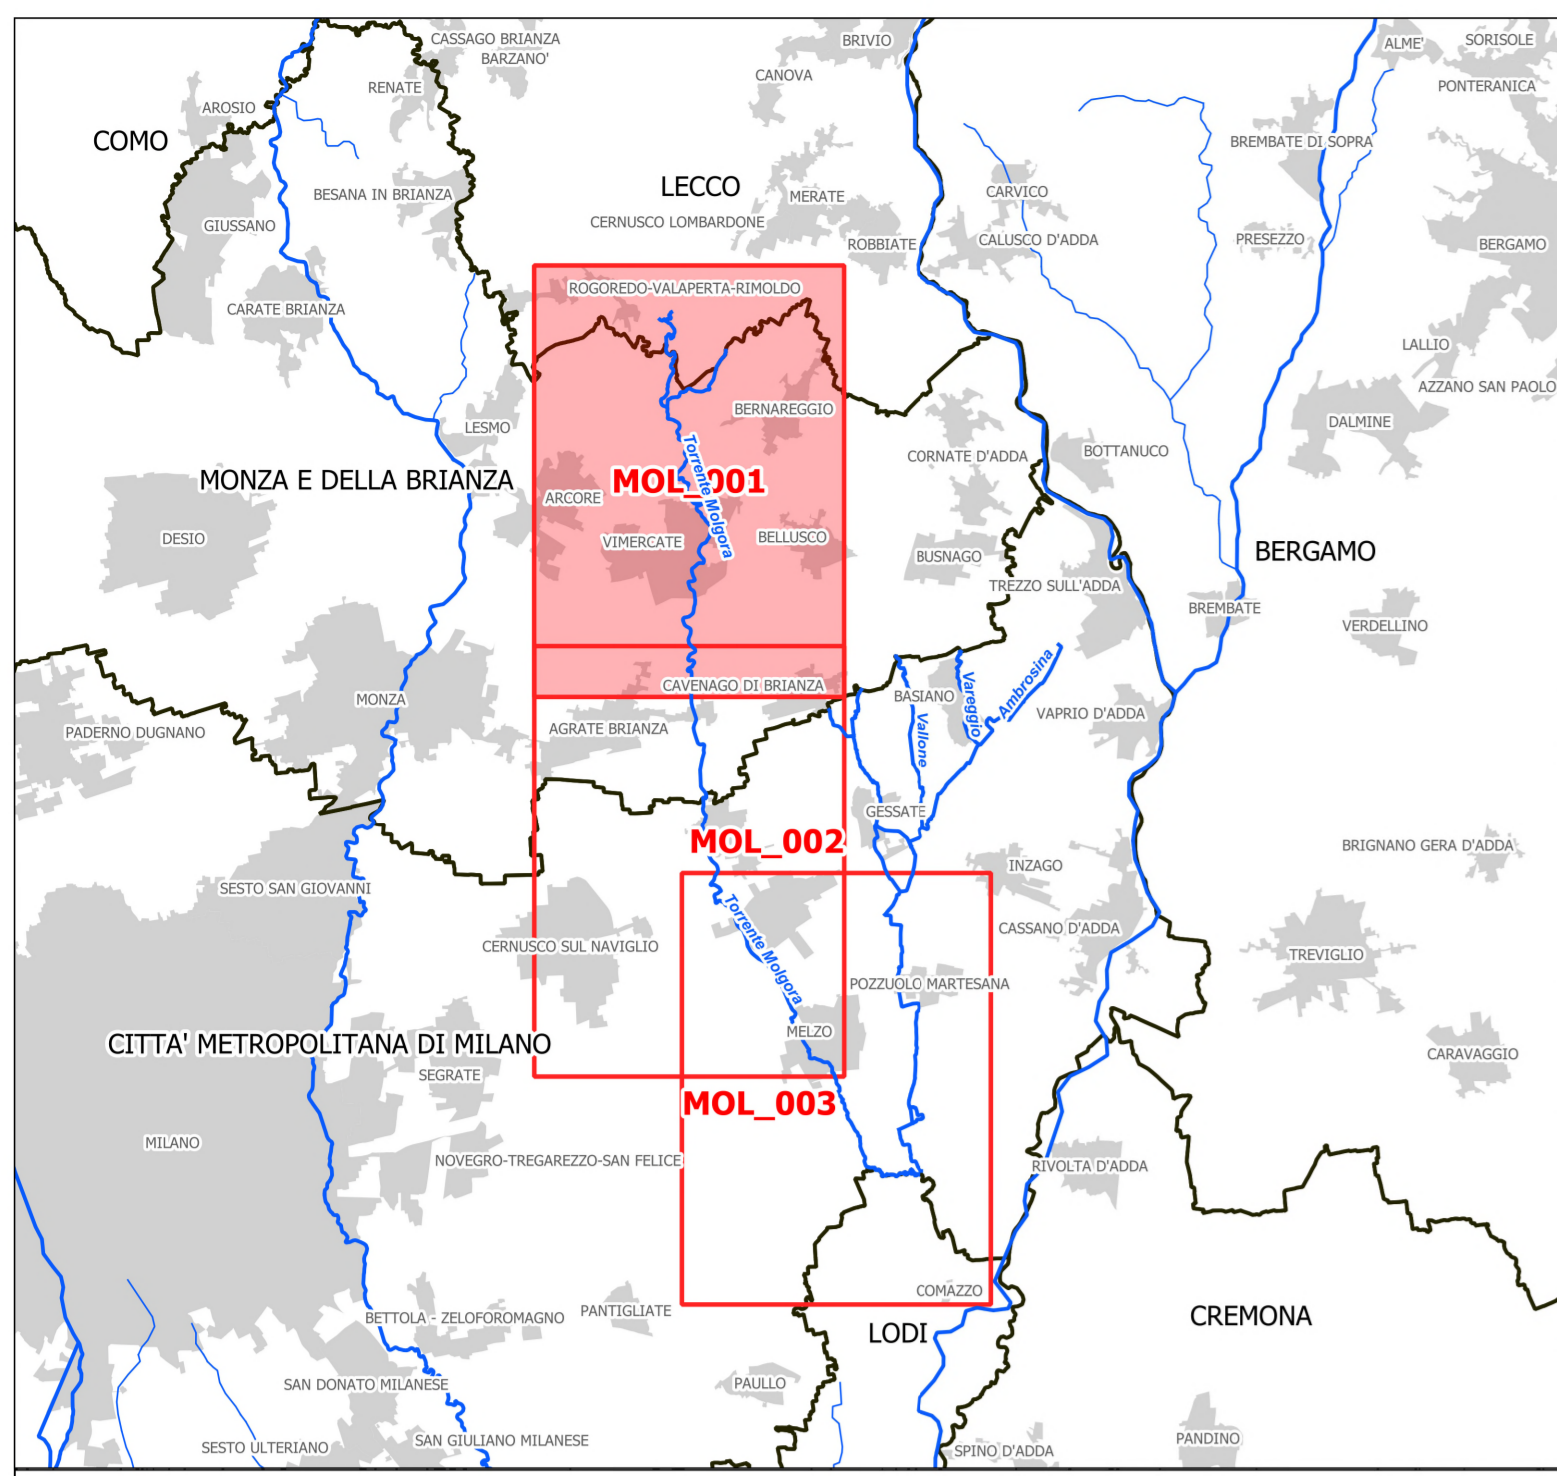 CASSAGO BRIANZA
BRIVIO
ALME'
SORISOLE
BARZANO'
CANOVA
RENATE
PONTERANICA
AROSIO
COMO
BREMBATE DI SOPRA
LECCO
BESANA IN BRIANZA
MERATE
CARVICO
CERNUSCO LOMBARDONE
GIUSSANO
ROBBIATE
CALUSCO D'ADDA
PRESEZZO
BERGAMO
ROGOREDO-VALAPERTA-RIMOLDO
CARATE BRIANZA
LALLIO
AZZANO SAN PAOLO
BERNAREGGIO
DALMINE
LESMO
BOTTANUCO
CORNATE D'ADDA
MONZA E DELLA BRIANZA
MOL_001
Torrente Molgora
ARCORE
DESIO
VIMERCATE
BELLUSCO
BUSNAGO
BERGAMO
TREZZO SULL'ADDA
BREMBATE
VERDELLINO
CAVENAGO DI BRIANZA
BASIANO
Vareggio
Ambrosina
MONZA
VAPRIO D'ADDA
PADERNO DUGNANO
AGRATE BRIANZA
Vallone
GESSATE
MOL_002
BRIGNANO GERA D'ADDA
INZAGO
SESTO SAN GIOVANNI
CASSANO D'ADDA
CERNUSCO SUL NAVIGLIO
Torrente Molgora
TREVIGLIO
POZZUOLO MARTESANA
MELZO
CITTA' METROPOLITANA DI MILANO
CARAVAGGIO
SEGRATE
MOL_003
MILANO
NOVEGRO-TREGAREZZO-SAN FELICE
RIVOLTA D'ADDA
COMAZZO
PANTIGLIATE
BETTOLA - ZELOFOROMAGNO
CREMONA
LODI
SAN DONATO MILANESE
PAULLO
SESTO ULTERIANO
SAN GIULIANO MILANESE
PANDINO
SPINO D'ADDA